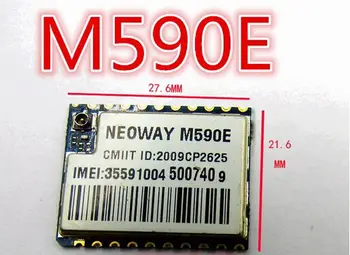 M590E
27.6MM
NEOWAY M590E
CMIIT ID:2009CP2625
IMEI:35591004 500740 9
21.6
MM